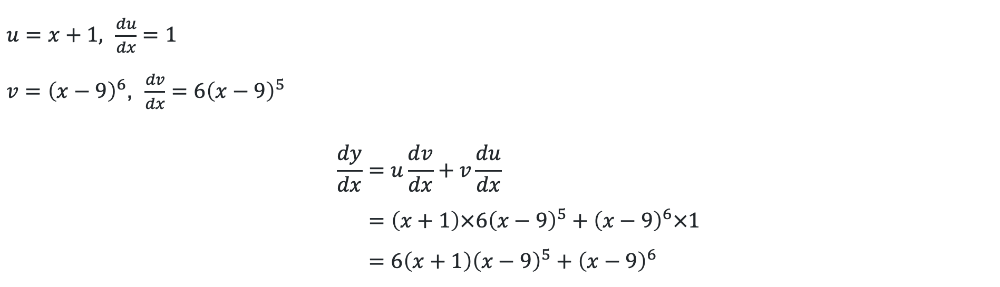 u = x + 1, du/dx = 1
v = (x − 9)⁶, dv/dx = 6(x − 9)⁵
dy/dx = u dv/dx + v du/dx
= (x + 1)×6(x − 9)⁵ + (x − 9)⁶×1
= 6(x + 1)(x − 9)⁵ + (x − 9)⁶